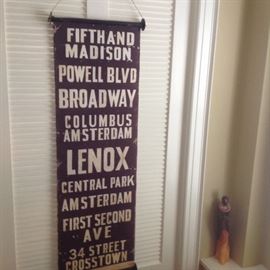 FIFTH AND
MADISON
POWELL BLVD
BROADWAY
COLUMBUS
AMSTERDAM
LENOX
CENTRAL PARK
AMSTERDAM
FIRST SECOND
AVE
34 STREET
CROSSTOWN